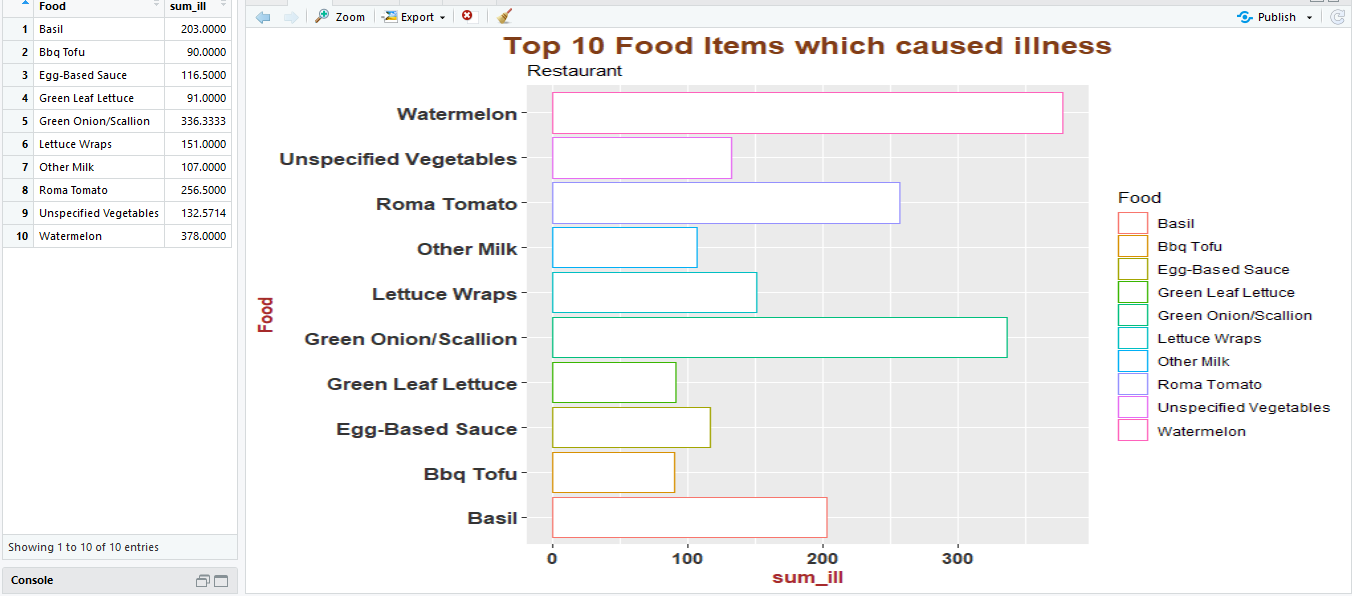 Food sum_ill
1 Basil 203.0000
2 Bbq Tofu 90.0000
3 Egg-Based Sauce 116.5000
4 Green Leaf Lettuce 91.0000
5 Green Onion/Scallion 336.3333
6 Lettuce Wraps 151.0000
7 Other Milk 107.0000
8 Roma Tomato 256.5000
9 Unspecified Vegetables 132.5714
10 Watermelon 378.0000
Showing 1 to 10 of 10 entries
Console
Zoom Export Publish
Top 10 Food Items which caused illness
Restaurant
Watermelon
Unspecified Vegetables
Roma Tomato
Other Milk
Lettuce Wraps
Green Onion/Scallion
Green Leaf Lettuce
Egg-Based Sauce
Bbq Tofu
Basil
Food
0 100 200 300
sum_ill
Food
Basil
Bbq Tofu
Egg-Based Sauce
Green Leaf Lettuce
Green Onion/Scallion
Lettuce Wraps
Other Milk
Roma Tomato
Unspecified Vegetables
Watermelon